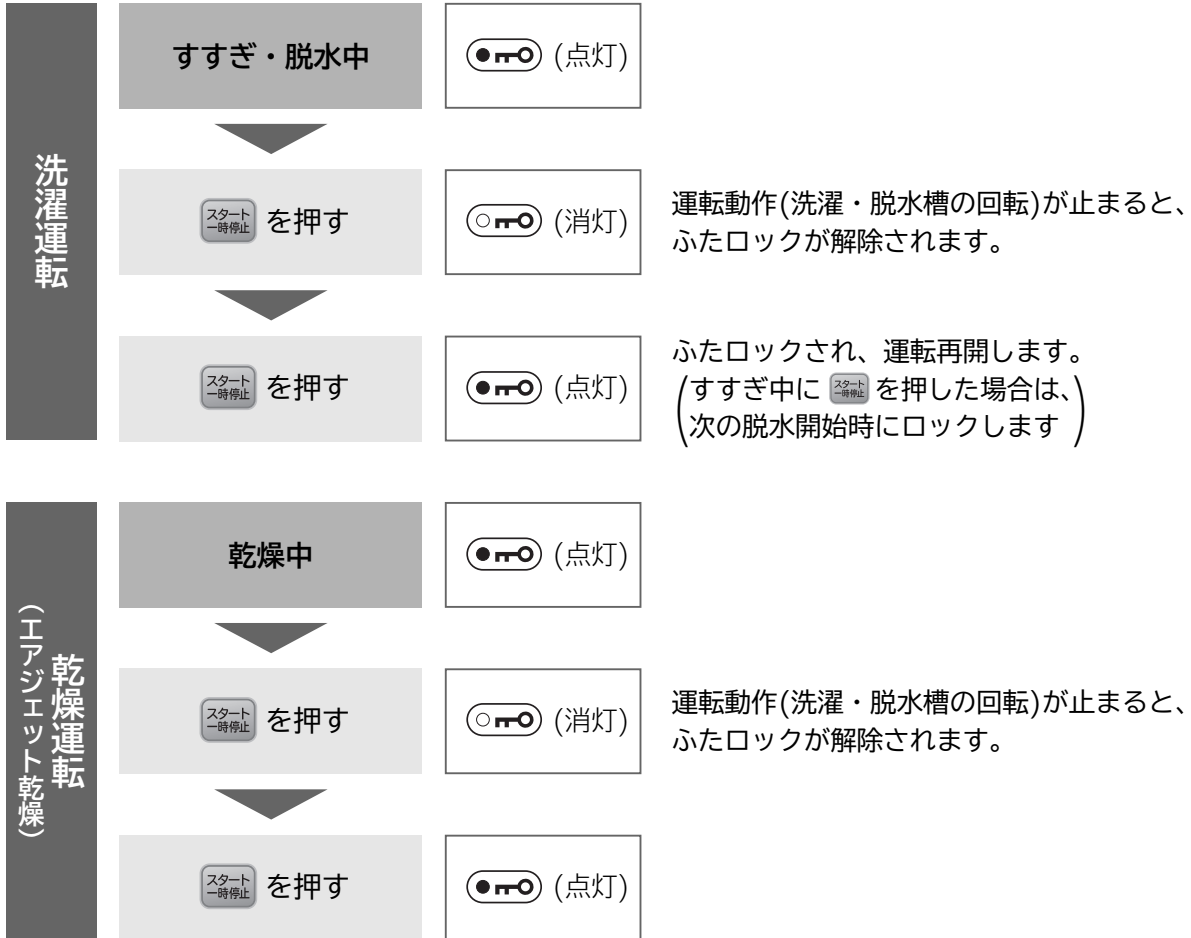 洗濯運転
すすぎ・脱水中
(点灯)
スタート
一時停止
を押す
(消灯)
運転動作(洗濯・脱水槽の回転)が止まると、
ふたロックが解除されます。
スタート
一時停止
を押す
(点灯)
ふたロックされ、運転再開します。
(すすぎ中に スタート 一時停止 を押した場合は、
次の脱水開始時にロックします)
乾燥運転
(エアジェット乾燥)
乾燥中
(点灯)
スタート
一時停止
を押す
(消灯)
運転動作(洗濯・脱水槽の回転)が止まると、
ふたロックが解除されます。
スタート
一時停止
を押す
(点灯)